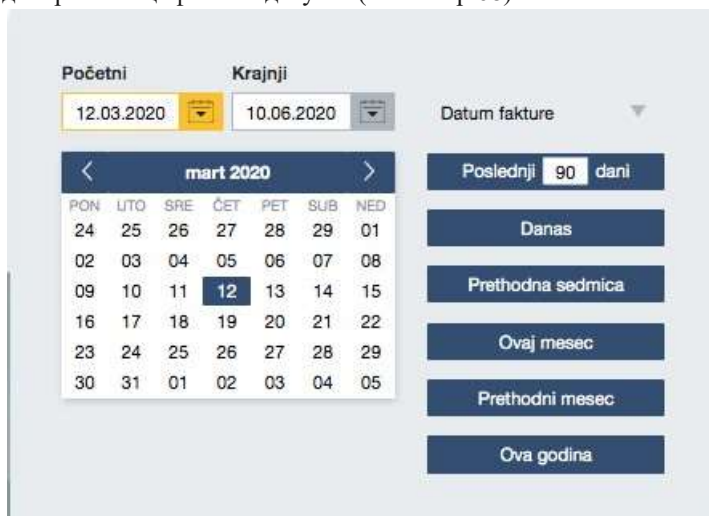 Početni
Krajnji
12.03.2020
10.06.2020
Datum fakture
mart 2020
PON UTO SRE ČET PET SUB NED
24 25 26 27 28 29 01
02 03 04 05 06 07 08
09 10 11 12 13 14 15
16 17 18 19 20 21 22
23 24 25 26 27 28 29
30 31 01 02 03 04 05
Poslednji 90 dani
Danas
Prethodna sedmica
Ovaj mesec
Prethodni mesec
Ova godina